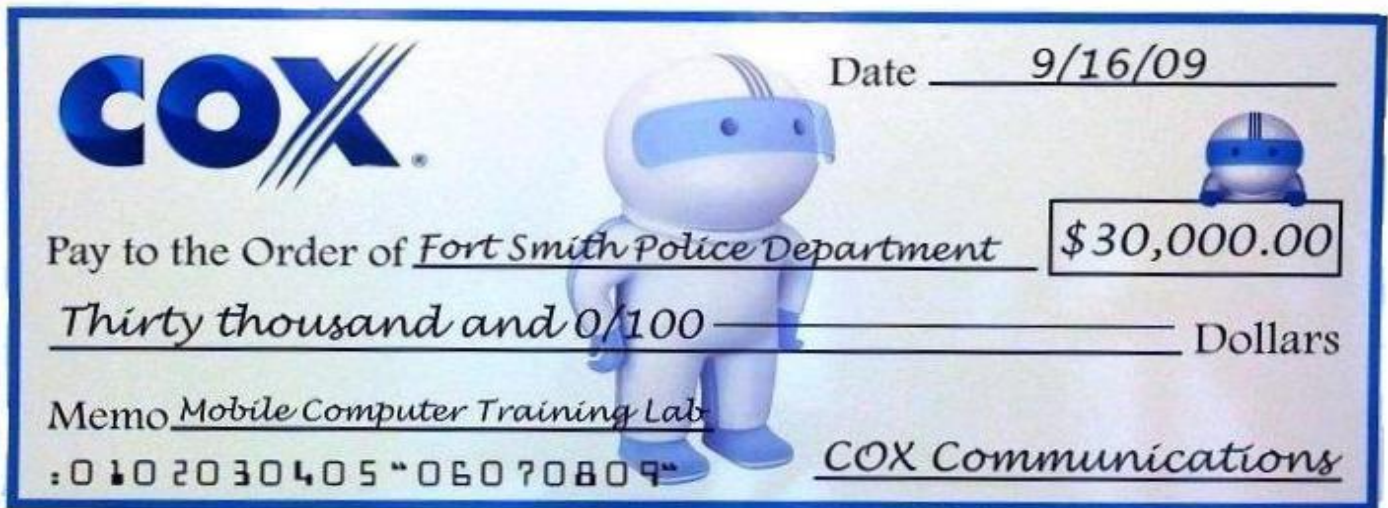 COX
Date 9/16/09
Pay to the Order of Fort Smith Police Department $30,000.00
Thirty thousand and 0/100 Dollars
Memo Mobile Computer Training Lab
:0102030405"06070809"
COX Communications